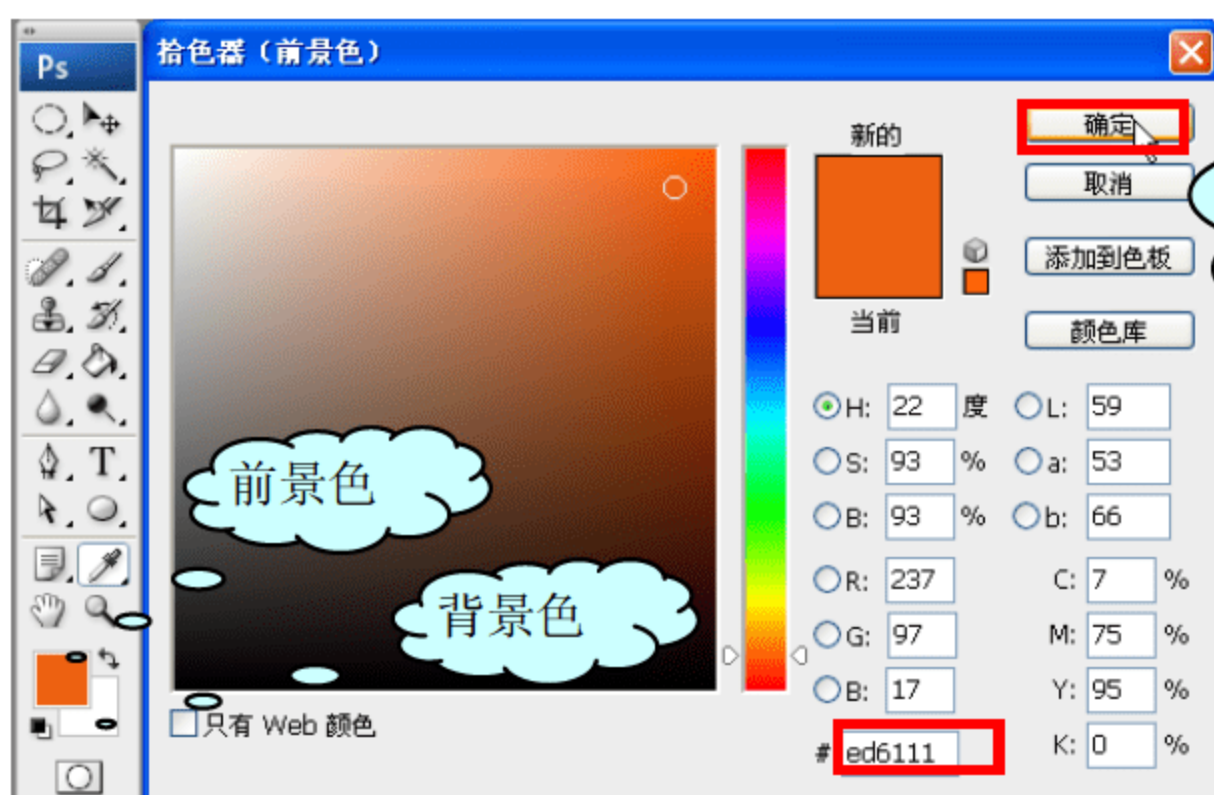 Ps
拾色器（前景色）
新的
当前
确定
取消
添加到色板
颜色库
H: 22 度
S: 93 %
B: 93 %
R: 237
G: 97
B: 17
# ed6111
L: 59
a: 53
b: 66
C: 7 %
M: 75 %
Y: 95 %
K: 0 %
T
前景色
背景色
只有 Web 颜色